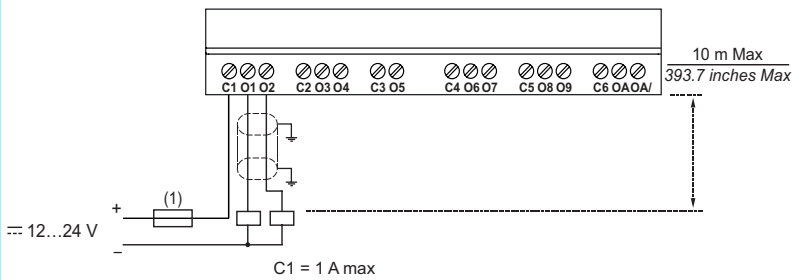 10 m Max
393.7 inches Max
C1 O1 O2 C2 O3 O4 C3 O5 C4 O6 O7 C5 O8 O9 C6 OA OA/
(1)
+
⎓ 12...24 V
–
C1 = 1 A max